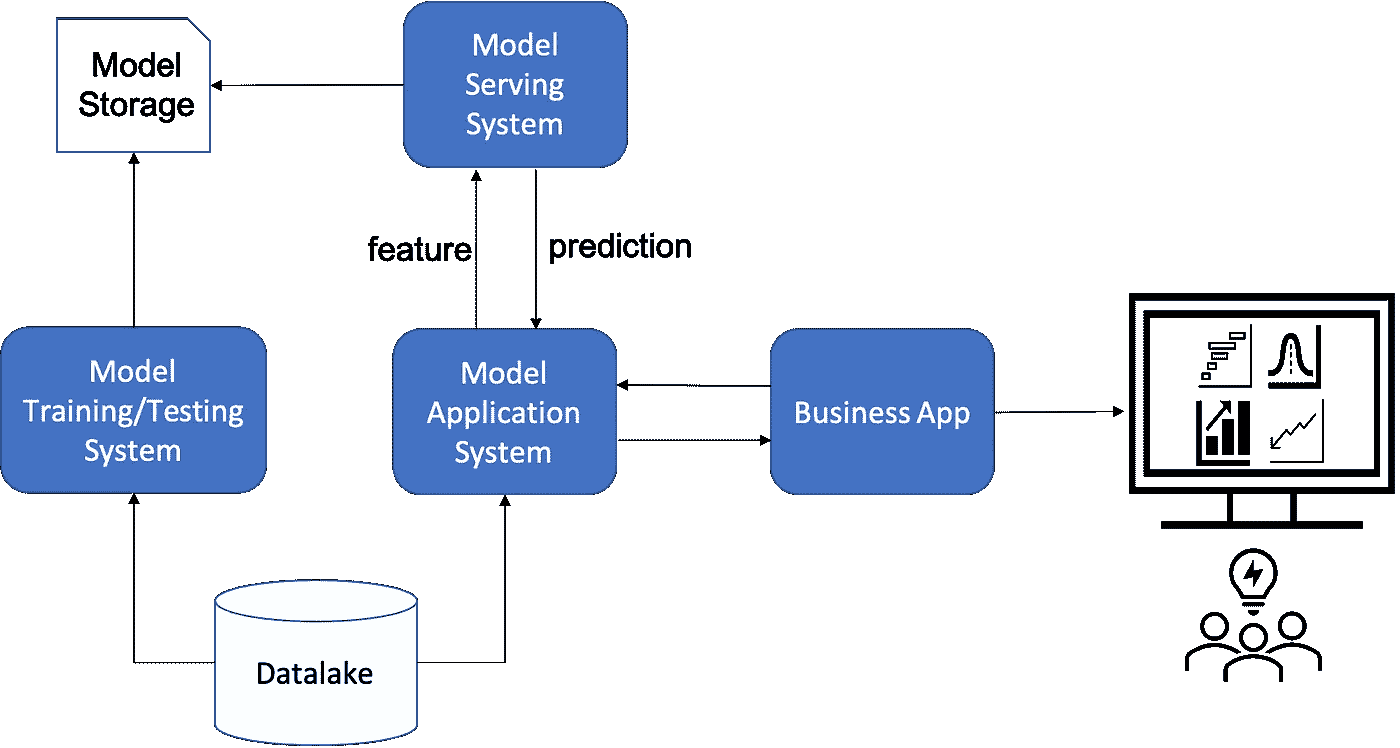 Model
Storage
Model
Serving
System
feature
prediction
Model
Training/Testing
System
Model
Application
System
Business App
Datalake